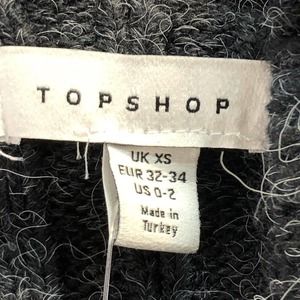 TOPSHOP
UK XS
EUR 32-34
US 0-2
Made in
Turkey